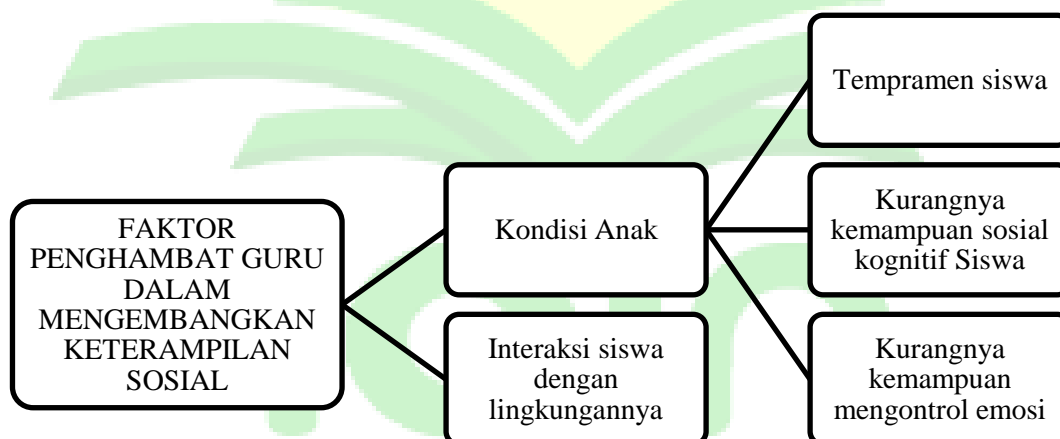 FAKTOR
PENGHAMBAT GURU
DALAM
MENGEMBANGKAN
KETERAMPILAN
SOSIAL
Kondisi Anak
Interaksi siswa
dengan
lingkungannya
Tempramen siswa
Kurangnya
kemampuan sosial
kognitif Siswa
Kurangnya
kemampuan
mengontrol emosi